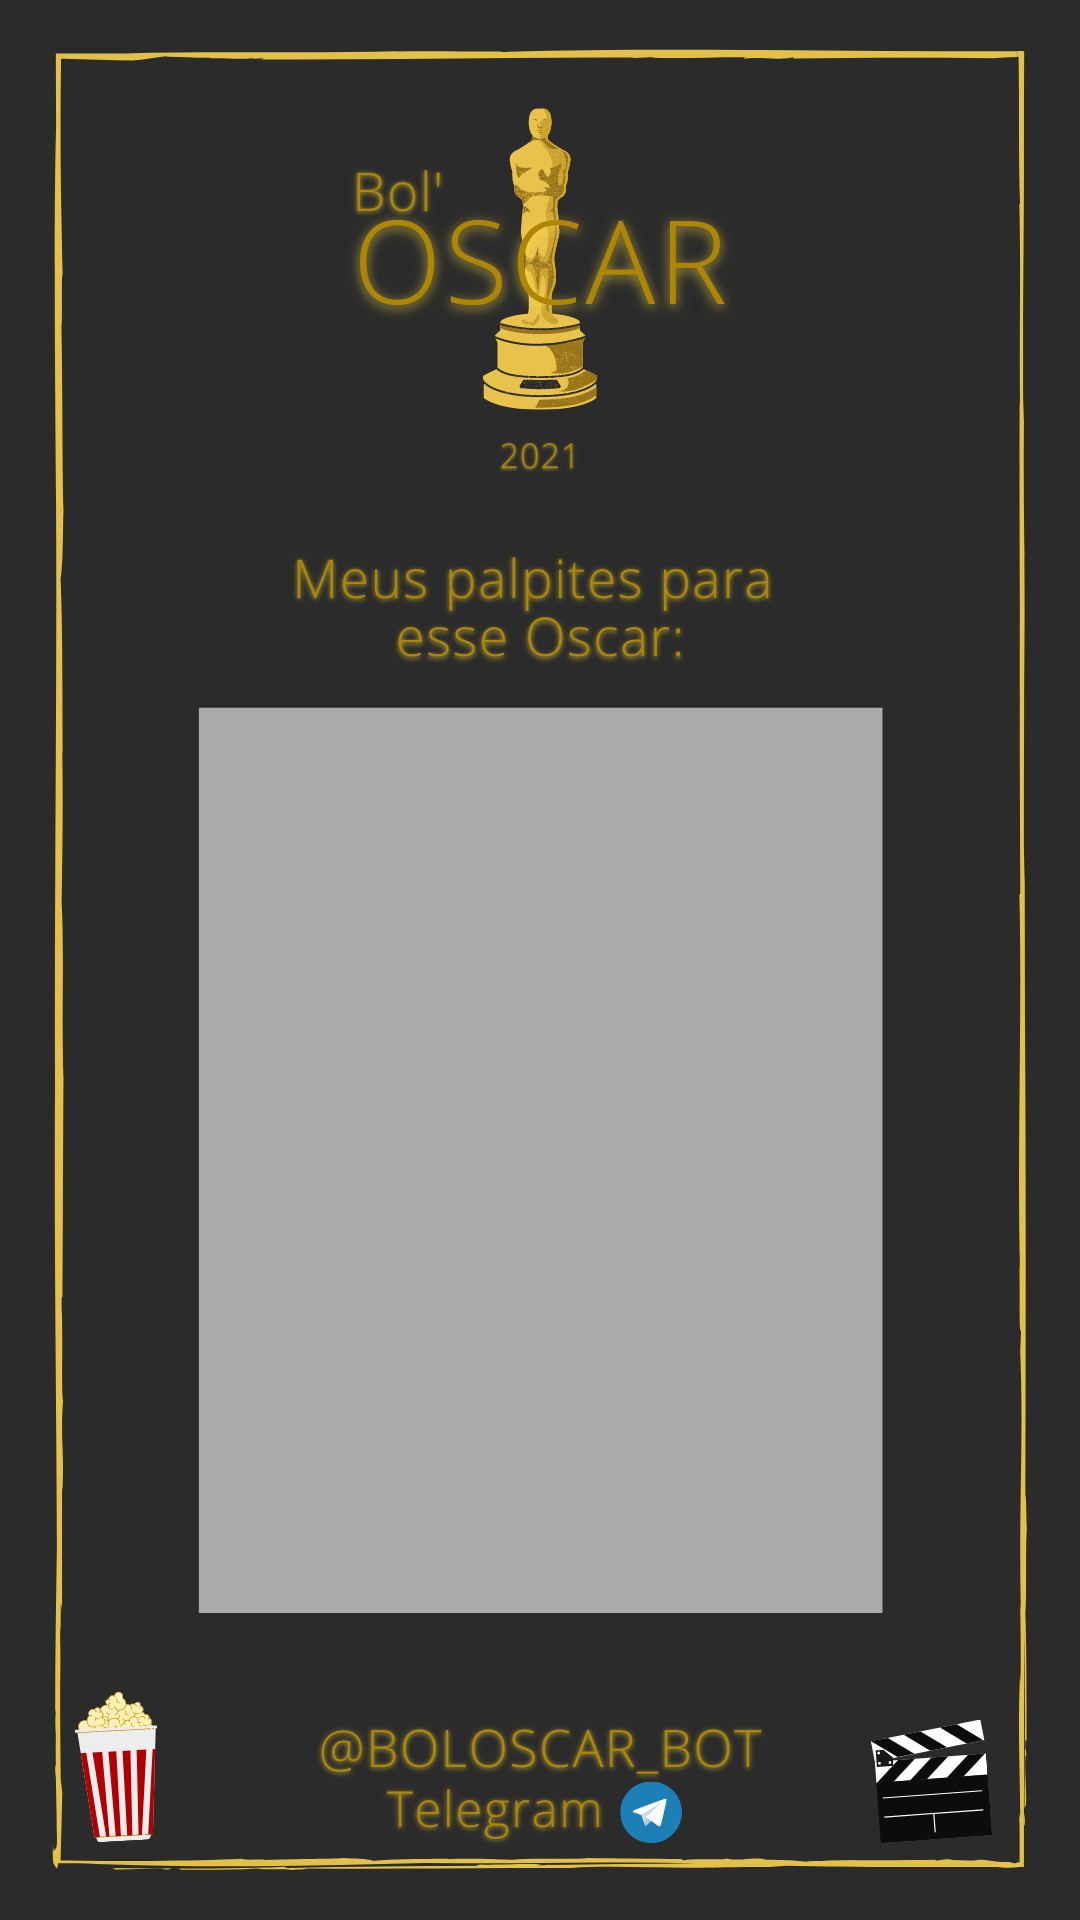 Bol'
OSCAR
2021
Meus palpites para
esse Oscar:
@BOLOSCAR_BOT
Telegram